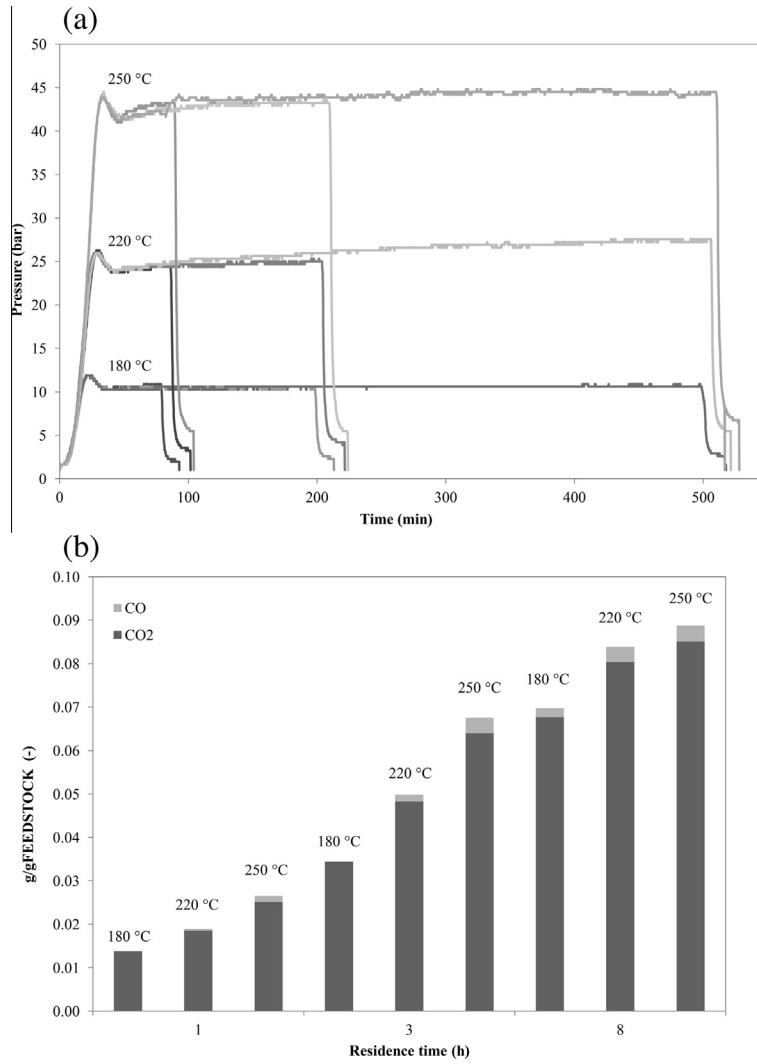 (a)
50
45
40
35
30
25
20
15
10
5
0
Pressure (bar)
250 °C
220 °C
180 °C
0 100 200 300 400 500
Time (min)
(b)
0.10
0.09
0.08
0.07
0.06
0.05
0.04
0.03
0.02
0.01
0.00
g/gFEEDSTOCK (-)
CO
CO2
180 °C
220 °C
250 °C
180 °C
220 °C
250 °C
180 °C
220 °C
250 °C
1 3 8
Residence time (h)